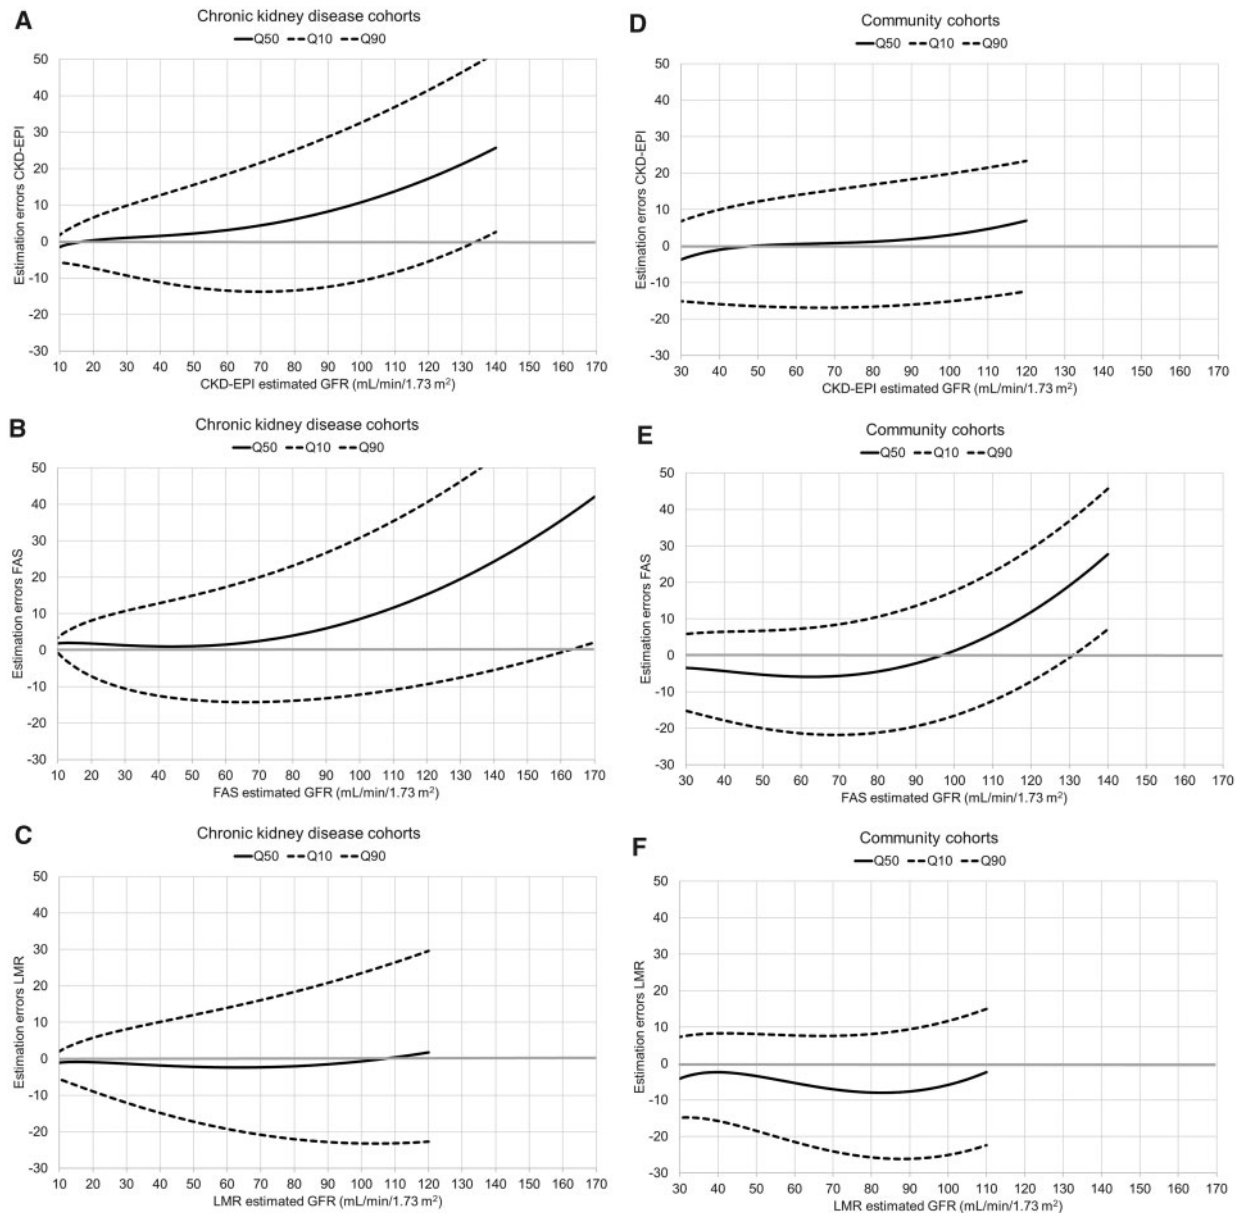 A
Chronic kidney disease cohorts
Q50 Q10 Q90
Estimation errors CKD-EPI
50
40
30
20
10
0
-10
-20
-30
10 20 30 40 50 60 70 80 90 100 110 120 130 140 150 160 170
CKD-EPI estimated GFR (mL/min/1.73 m²)
B
Chronic kidney disease cohorts
Q50 Q10 Q90
Estimation errors FAS
50
40
30
20
10
0
-10
-20
-30
10 20 30 40 50 60 70 80 90 100 110 120 130 140 150 160 170
FAS estimated GFR (mL/min/1.73 m²)
C
Chronic kidney disease cohorts
Q50 Q10 Q90
Estimation errors LMR
50
40
30
20
10
0
-10
-20
-30
10 20 30 40 50 60 70 80 90 100 110 120 130 140 150 160 170
LMR estimated GFR (mL/min/1.73 m²)
D
Community cohorts
Q50 Q10 Q90
Estimation errors CKD-EPI
50
40
30
20
10
0
-10
-20
-30
30 40 50 60 70 80 90 100 110 120 130 140 150 160 170
CKD-EPI estimated GFR (mL/min/1.73 m²)
E
Community cohorts
Q50 Q10 Q90
Estimation errors FAS
50
40
30
20
10
0
-10
-20
-30
30 40 50 60 70 80 90 100 110 120 130 140 150 160 170
FAS estimated GFR (mL/min/1.73 m²)
F
Community cohorts
Q50 Q10 Q90
Estimation errors LMR
50
40
30
20
10
0
-10
-20
-30
30 40 50 60 70 80 90 100 110 120 130 140 150 160 170
LMR estimated GFR (mL/min/1.73 m²)